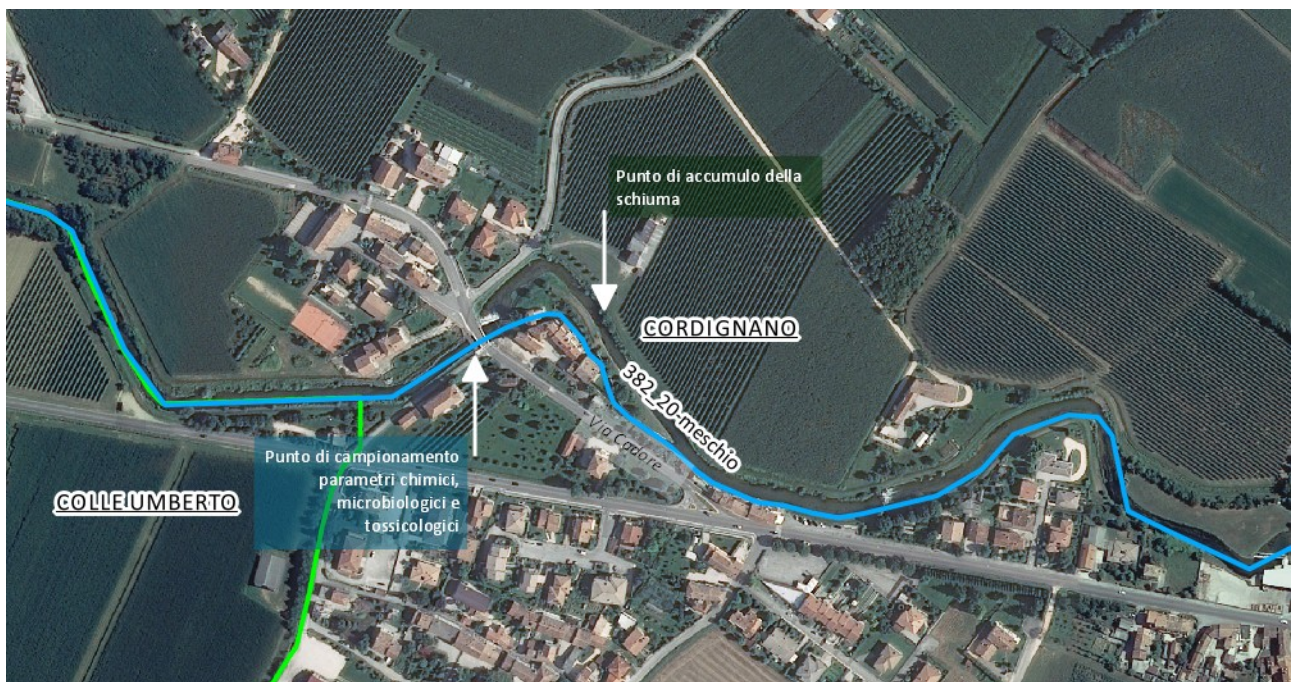 Punto di accumulo della
schiuma
CORDIGNANO
382_20-meschio
Via Cadore
Punto di campionamento
parametri chimici,
microbiologici e
tossicologici
COLLE UMBERTO